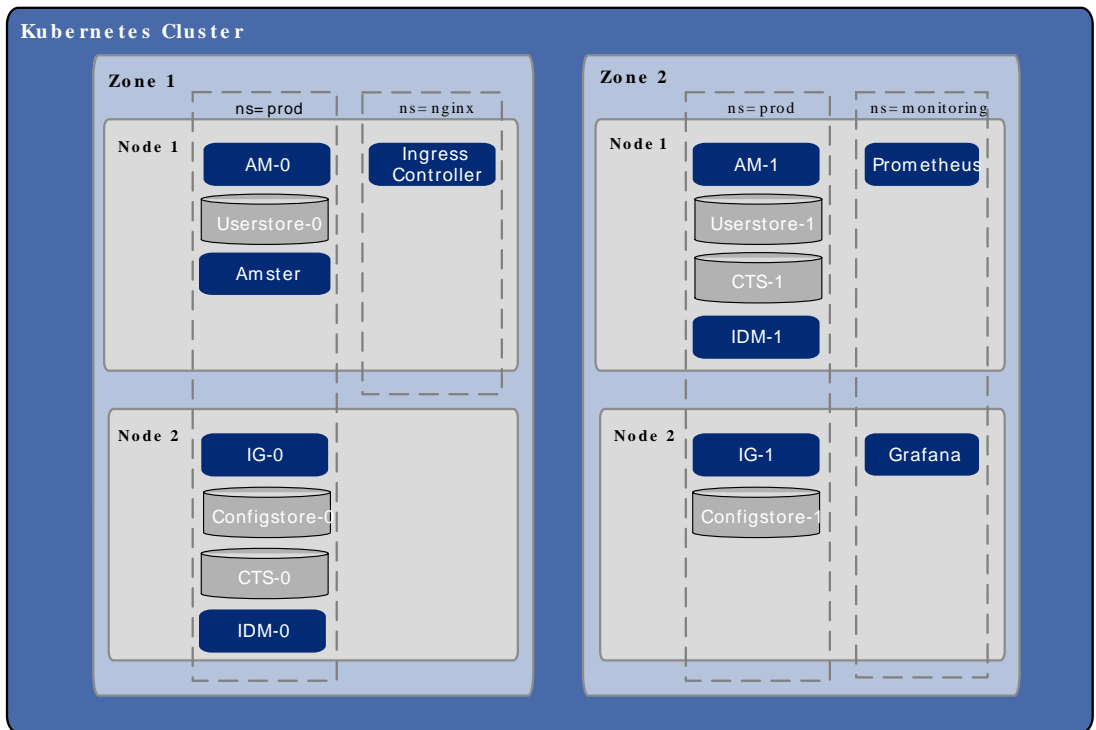 Kubernetes Cluster
Zone 1
ns=prod
ns=nginx
Node 1
AM-0
Ingress
Controller
Userstore-0
Amster
Node 2
IG-0
Configstore-0
CTS-0
IDM-0
Zone 2
ns=prod
ns=monitoring
Node 1
AM-1
Prometheus
Userstore-1
CTS-1
IDM-1
Node 2
IG-1
Grafana
Configstore-1